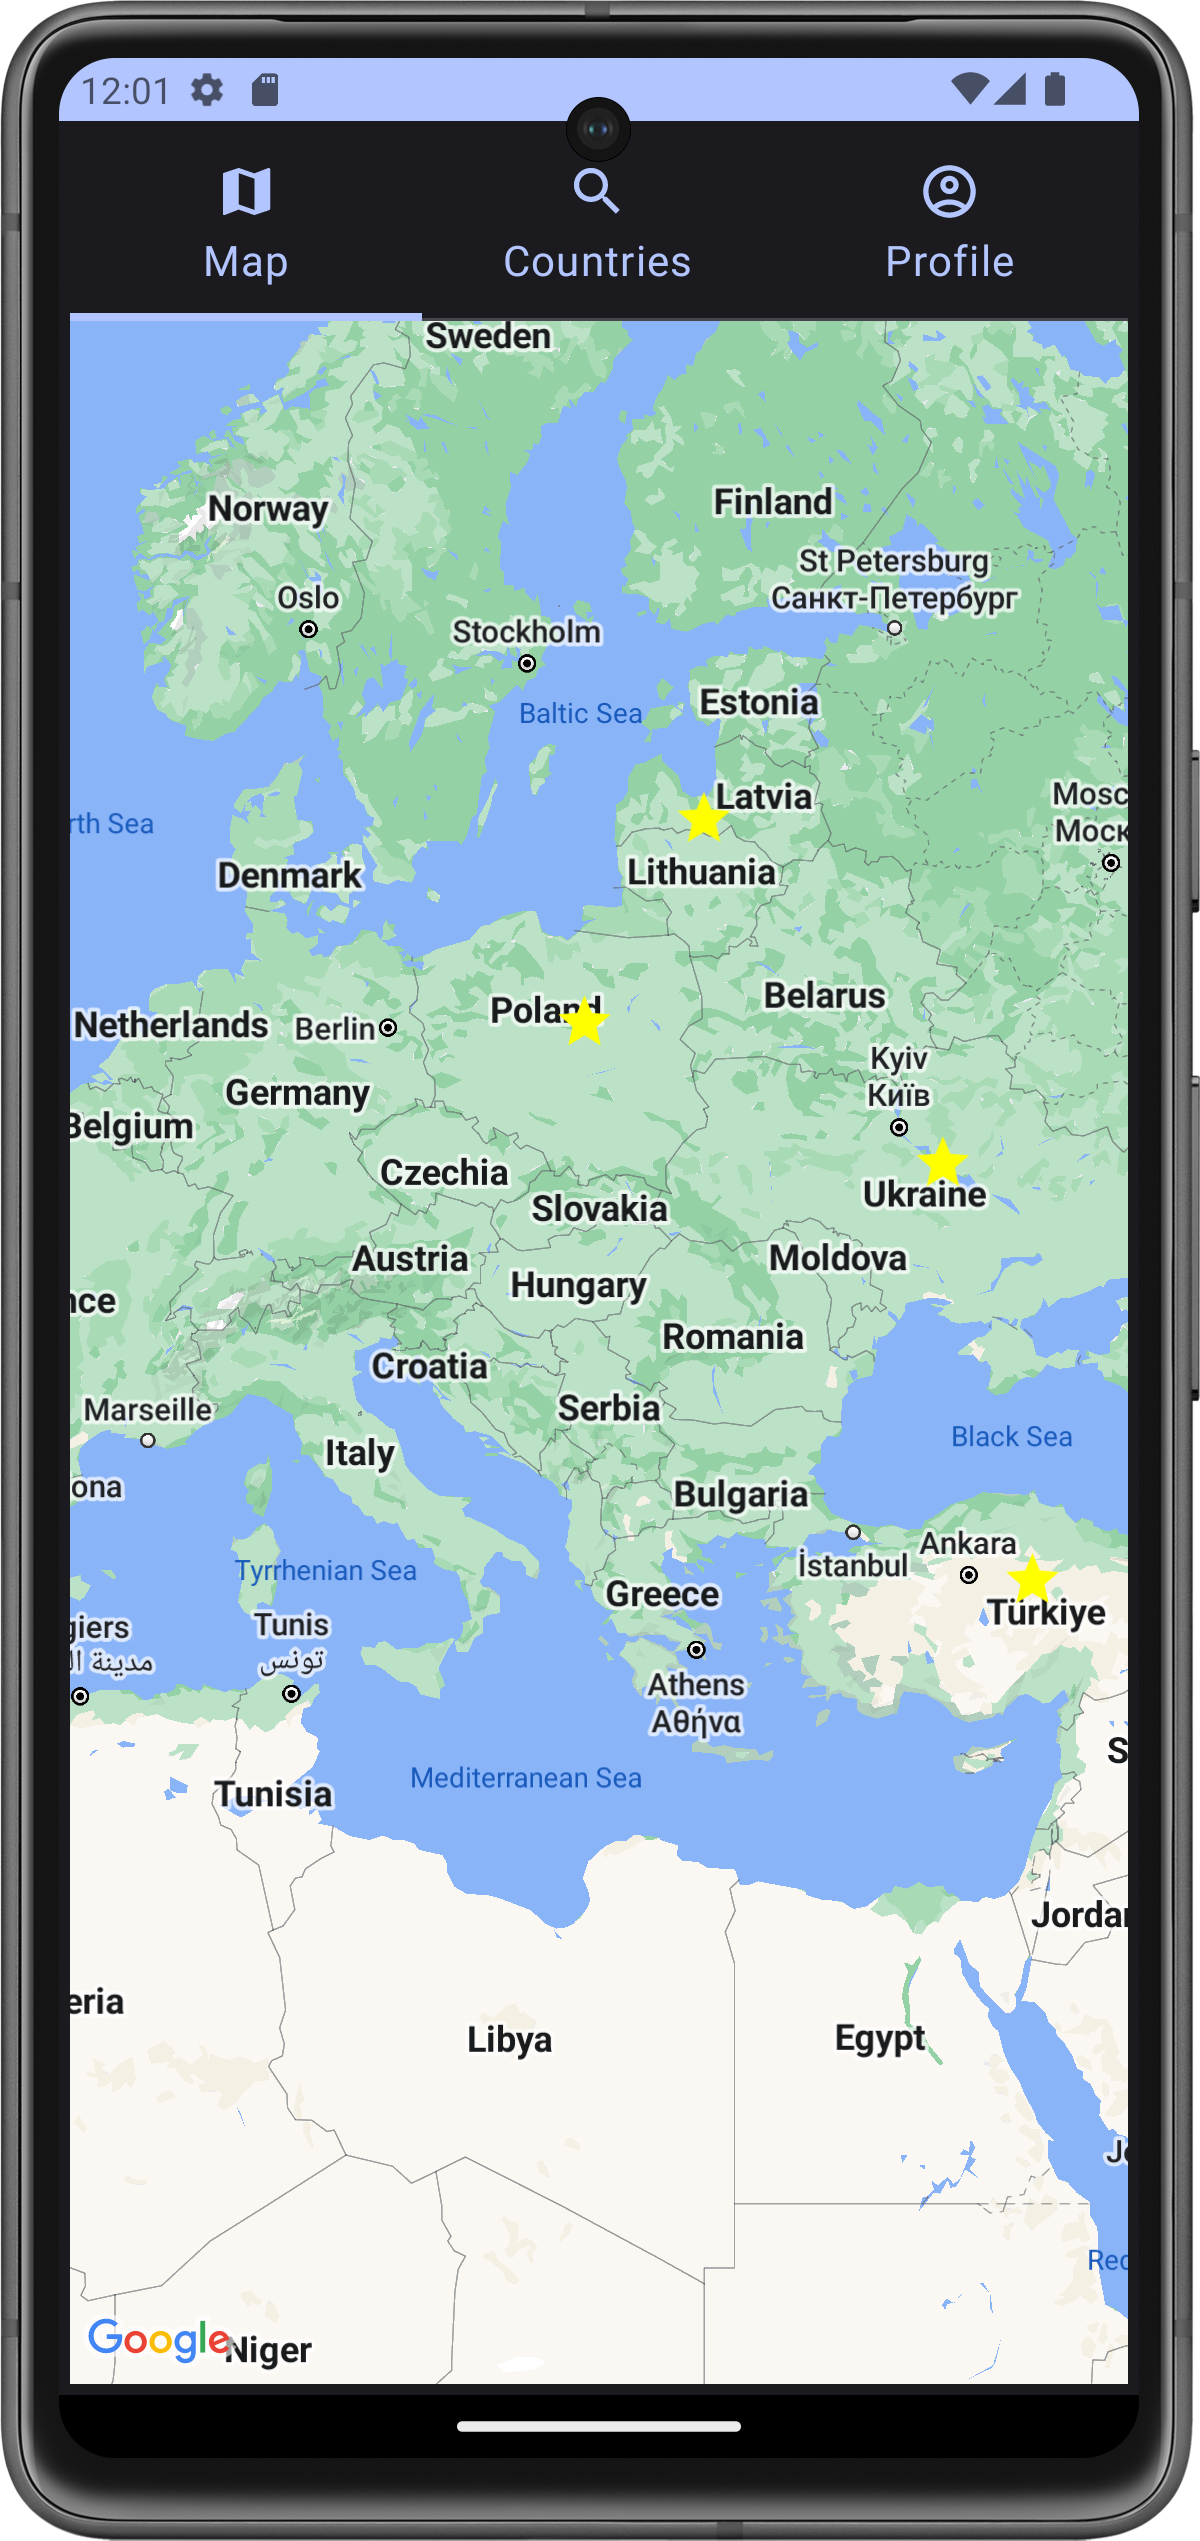 12:01
Map
Countries
Profile
Sweden
Norway
Finland
St Petersburg
Санкт-Петербург
Oslo
Stockholm
Estonia
Baltic Sea
Latvia
Mosc
Моск
rth Sea
Denmark
Lithuania
Poland
Belarus
Netherlands
Berlin
Kyiv
Київ
Germany
Belgium
Czechia
Ukraine
Slovakia
Austria
Moldova
Hungary
nce
Romania
Croatia
Marseille
Serbia
Black Sea
Italy
ona
Bulgaria
Ankara
İstanbul
Tyrrhenian Sea
Greece
Türkiye
giers
مدينة ال
Tunis
تونس
Athens
Αθήνα
S
Mediterranean Sea
Tunisia
Jordan
eria
Libya
Egypt
Je
Red
Google
Niger